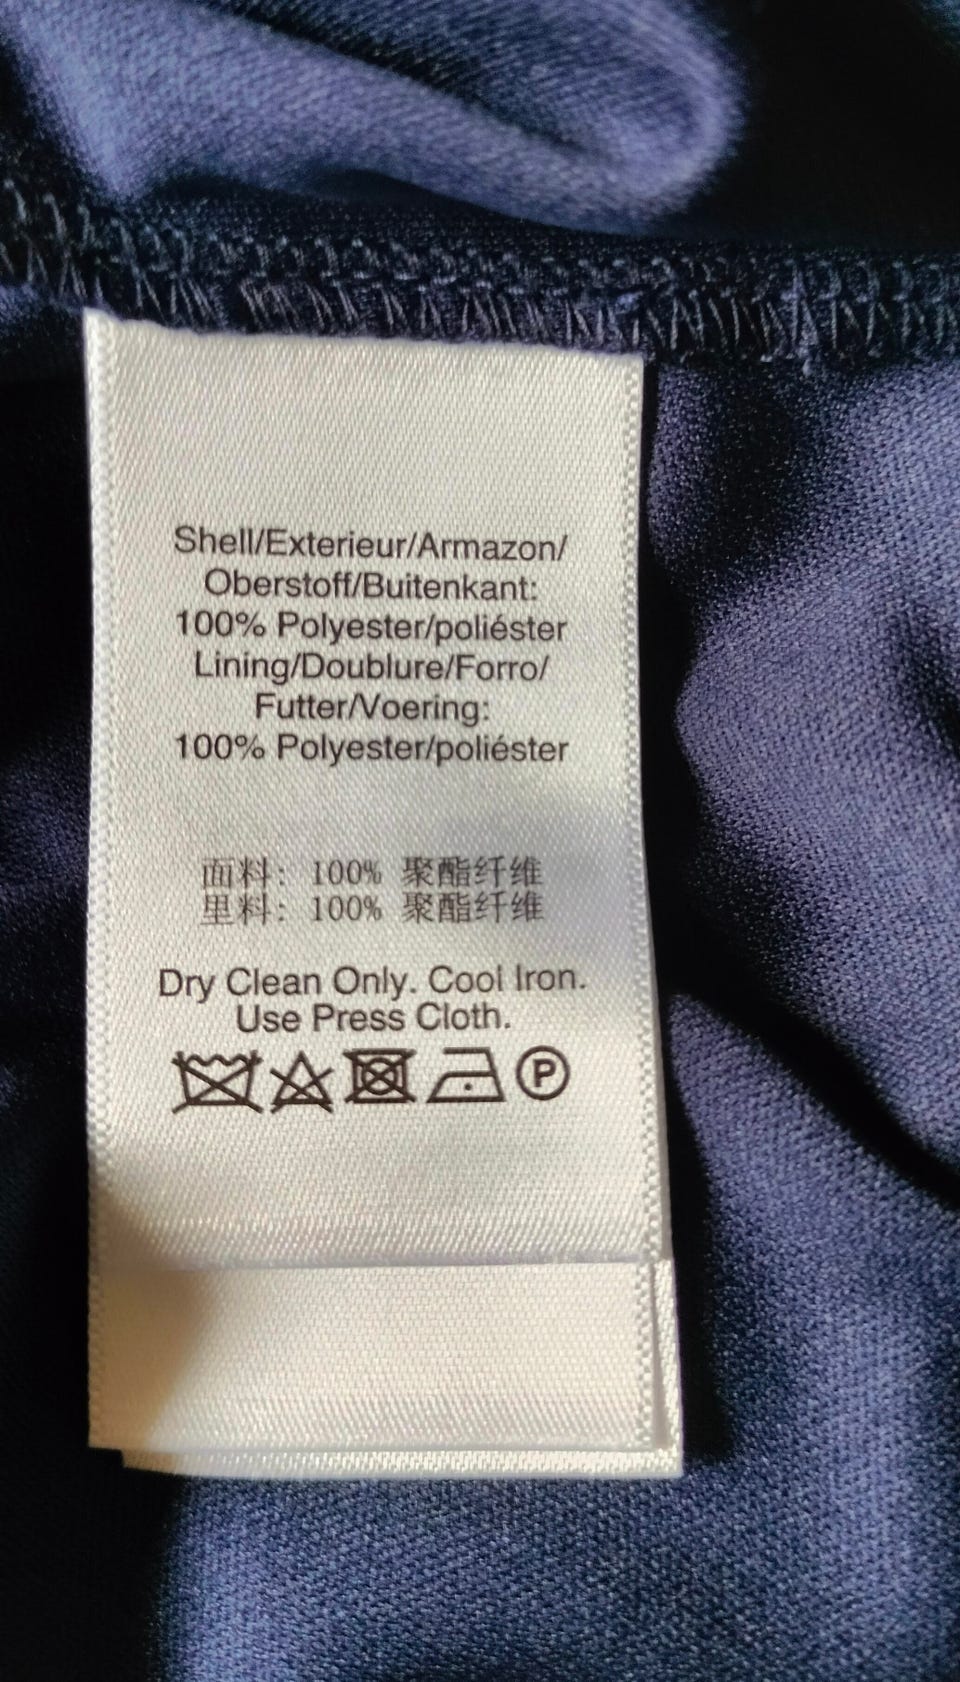 Shell/Exterieur/Armazon/
Oberstoff/Buitenkant:
100% Polyester/poliéster
Lining/Doublure/Forro/
Futter/Voering:
100% Polyester/poliéster
面料: 100% 聚酯纤维
里料: 100% 聚酯纤维
Dry Clean Only. Cool Iron.
Use Press Cloth.
P